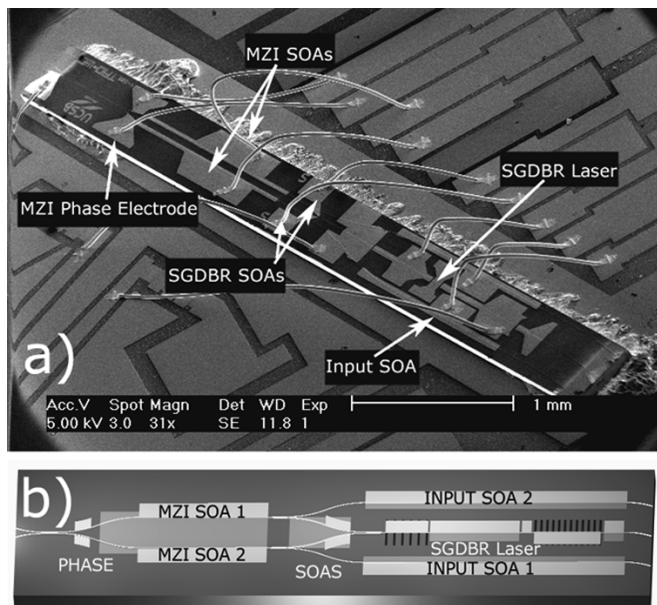 MZI SOAs
UCSB
SGDBR Laser
MZI Phase Electrode
SGDBR SOAs
Input SOA
a)
Acc.V Spot Magn Det WD Exp
5.00 kV 3.0 31x SE 11.8 1
1 mm
b)
MZI SOA 1
INPUT SOA 2
PHASE
MZI SOA 2
SOAS
SGDBR Laser
INPUT SOA 1